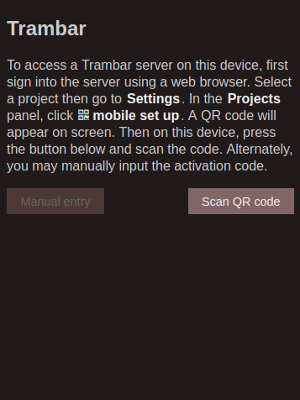 Trambar
To access a Trambar server on this device, first
sign into the server using a web browser. Select
a project then go to Settings. In the Projects
panel, click mobile set up. A QR code will
appear on screen. Then on this device, press
the button below and scan the code. Alternately,
you may manually input the activation code.
Manual entry Scan QR code